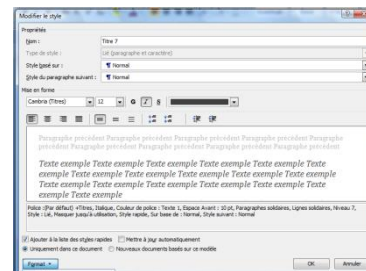 Modifier le style
Propriétés
Nom : Titre 7
Type de style : Lié (paragraphe et caractère)
Style basé sur : ¶ Normal
Style du paragraphe suivant : ¶ Normal
Mise en forme
Cambria (Titres) 12 G I S
Paragraphe précédent Paragraphe précédent Paragraphe précédent Paragraphe précédent Paragraphe
précédent Paragraphe précédent Paragraphe précédent Paragraphe précédent Paragraphe précédent
Texte exemple Texte exemple Texte exemple Texte exemple Texte exemple Texte
exemple Texte exemple Texte exemple Texte exemple Texte exemple Texte exemple
Texte exemple Texte exemple Texte exemple Texte exemple Texte exemple Texte
exemple Texte exemple
Police :(Par défaut) +Titres, Italique, Couleur de police : Texte 1, Espace Avant : 10 pt, Paragraphes solidaires, Lignes solidaires, Niveau 7,
Style : Lié, Masquer jusqu'à utilisation, Style rapide, Sur base de : Normal, Style suivant : Normal
Ajouter à la liste des styles rapides Mettre à jour automatiquement
Uniquement dans ce document Nouveaux documents basés sur ce modèle
Format OK Annuler